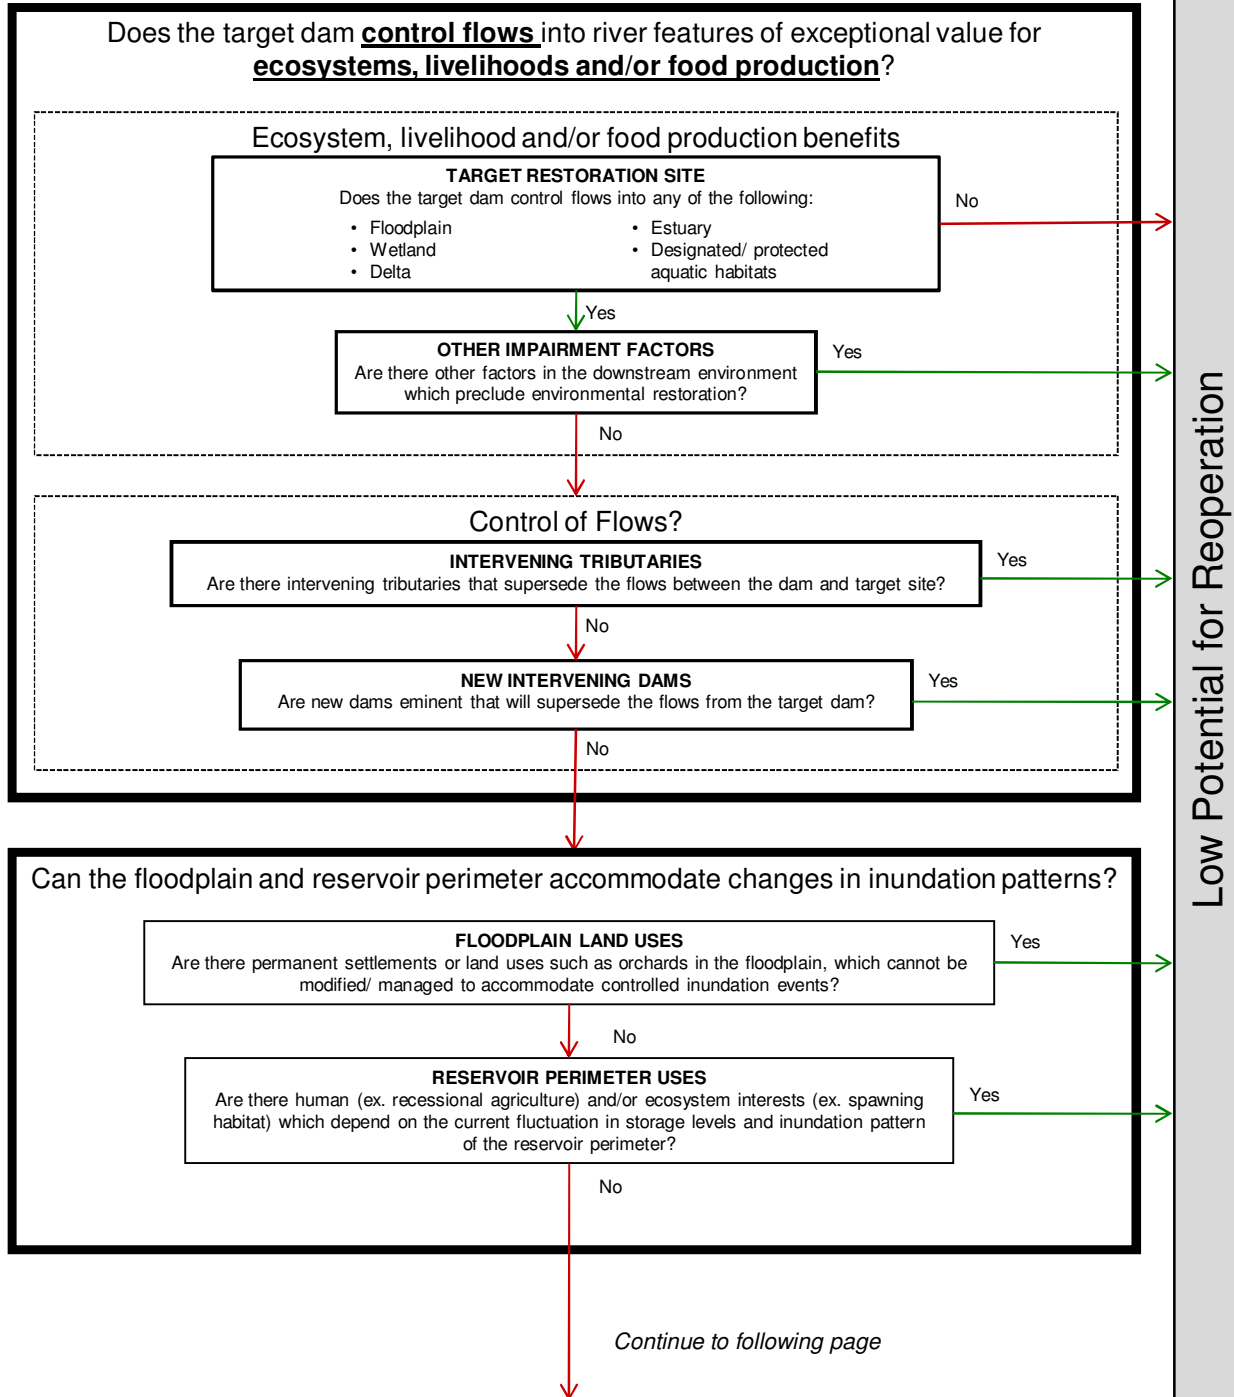 Does the target dam control flows into river features of exceptional value for
ecosystems, livelihoods and/or food production?
Ecosystem, livelihood and/or food production benefits
TARGET RESTORATION SITE
Does the target dam control flows into any of the following:
• Floodplain
• Wetland
• Delta
• Estuary
• Designated/ protected
aquatic habitats
No
Yes
OTHER IMPAIRMENT FACTORS
Are there other factors in the downstream environment
which preclude environmental restoration?
Yes
No
Control of Flows?
INTERVENING TRIBUTARIES
Are there intervening tributaries that supersede the flows between the dam and target site?
Yes
No
NEW INTERVENING DAMS
Are new dams eminent that will supersede the flows from the target dam?
Yes
No
Can the floodplain and reservoir perimeter accommodate changes in inundation patterns?
FLOODPLAIN LAND USES
Are there permanent settlements or land uses such as orchards in the floodplain, which cannot be
modified/ managed to accommodate controlled inundation events?
Yes
No
RESERVOIR PERIMETER USES
Are there human (ex. recessional agriculture) and/or ecosystem interests (ex. spawning
habitat) which depend on the current fluctuation in storage levels and inundation pattern
of the reservoir perimeter?
Yes
No
Continue to following page
Low Potential for Reoperation